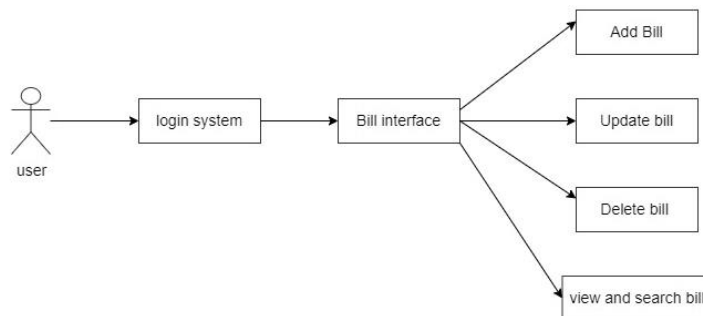 Add Bill
login system
Bill interface
Update bill
user
Delete bill
view and search bill